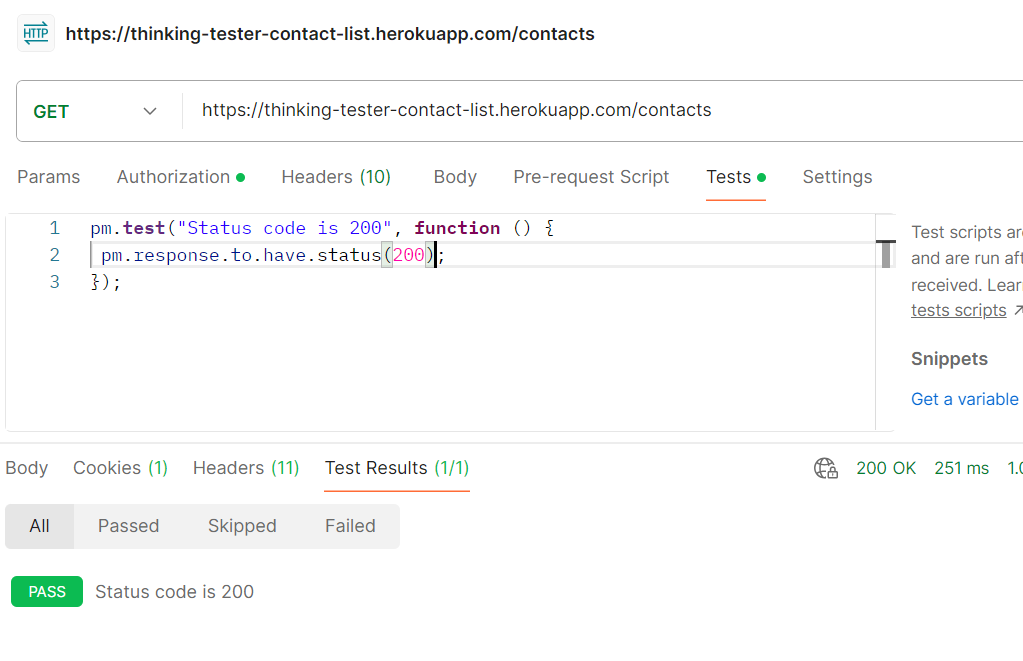 HTTP https://thinking-tester-contact-list.herokuapp.com/contacts
GET https://thinking-tester-contact-list.herokuapp.com/contacts
Params Authorization Headers (10) Body Pre-request Script Tests Settings
1 pm.test("Status code is 200", function () {
2 pm.response.to.have.status(200);
3 });
Test scripts are
and are run aft
received. Lear
tests scripts ↗
Snippets
Get a variable
Body Cookies (1) Headers (11) Test Results (1/1) 200 OK 251 ms 1.0
All Passed Skipped Failed
PASS Status code is 200